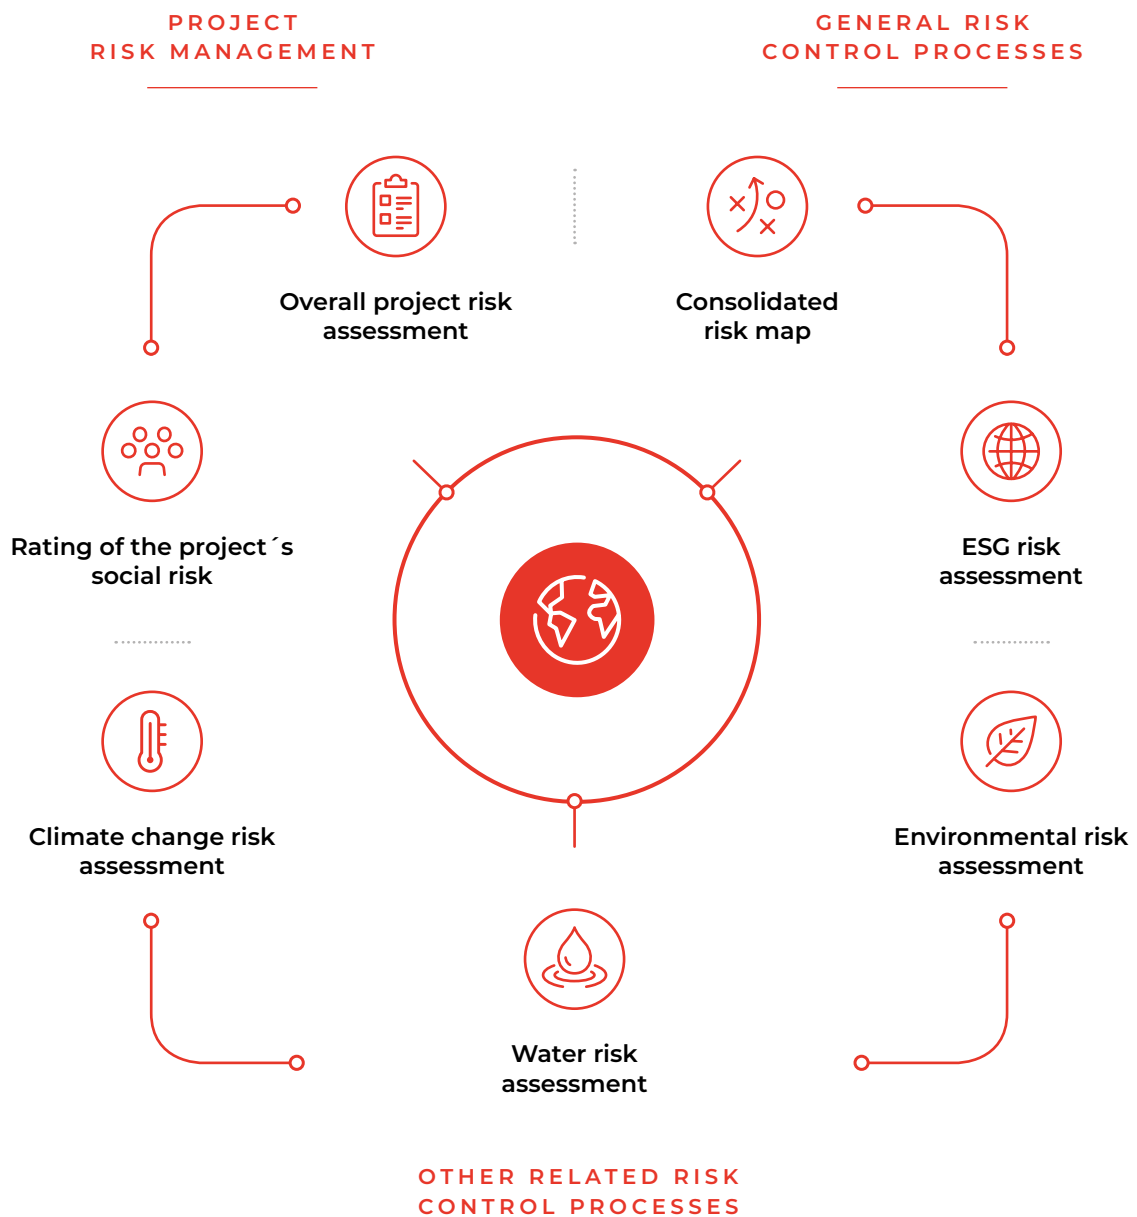 PROJECT
RISK MANAGEMENT
GENERAL RISK
CONTROL PROCESSES
Overall project risk
assessment
Consolidated
risk map
Rating of the project´s
social risk
ESG risk
assessment
Climate change risk
assessment
Environmental risk
assessment
Water risk
assessment
OTHER RELATED RISK
CONTROL PROCESSES